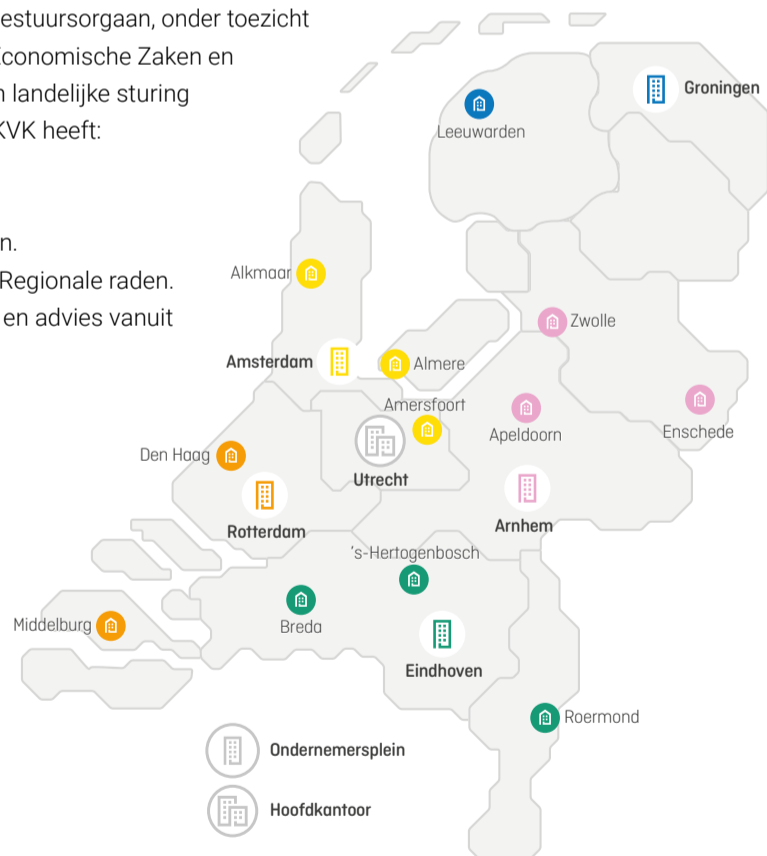 estuursorgaan, onder toezicht
conomische Zaken en
n landelijke sturing
KVK heeft:
n.
Regionale raden.
en advies vanuit
Groningen
Leeuwarden
Alkmaar
Zwolle
Amsterdam
Almere
Amersfoort
Enschede
Apeldoorn
Den Haag
Utrecht
Arnhem
Rotterdam
's-Hertogenbosch
Middelburg
Breda
Eindhoven
Roermond
Ondernemersplein
Hoofdkantoor